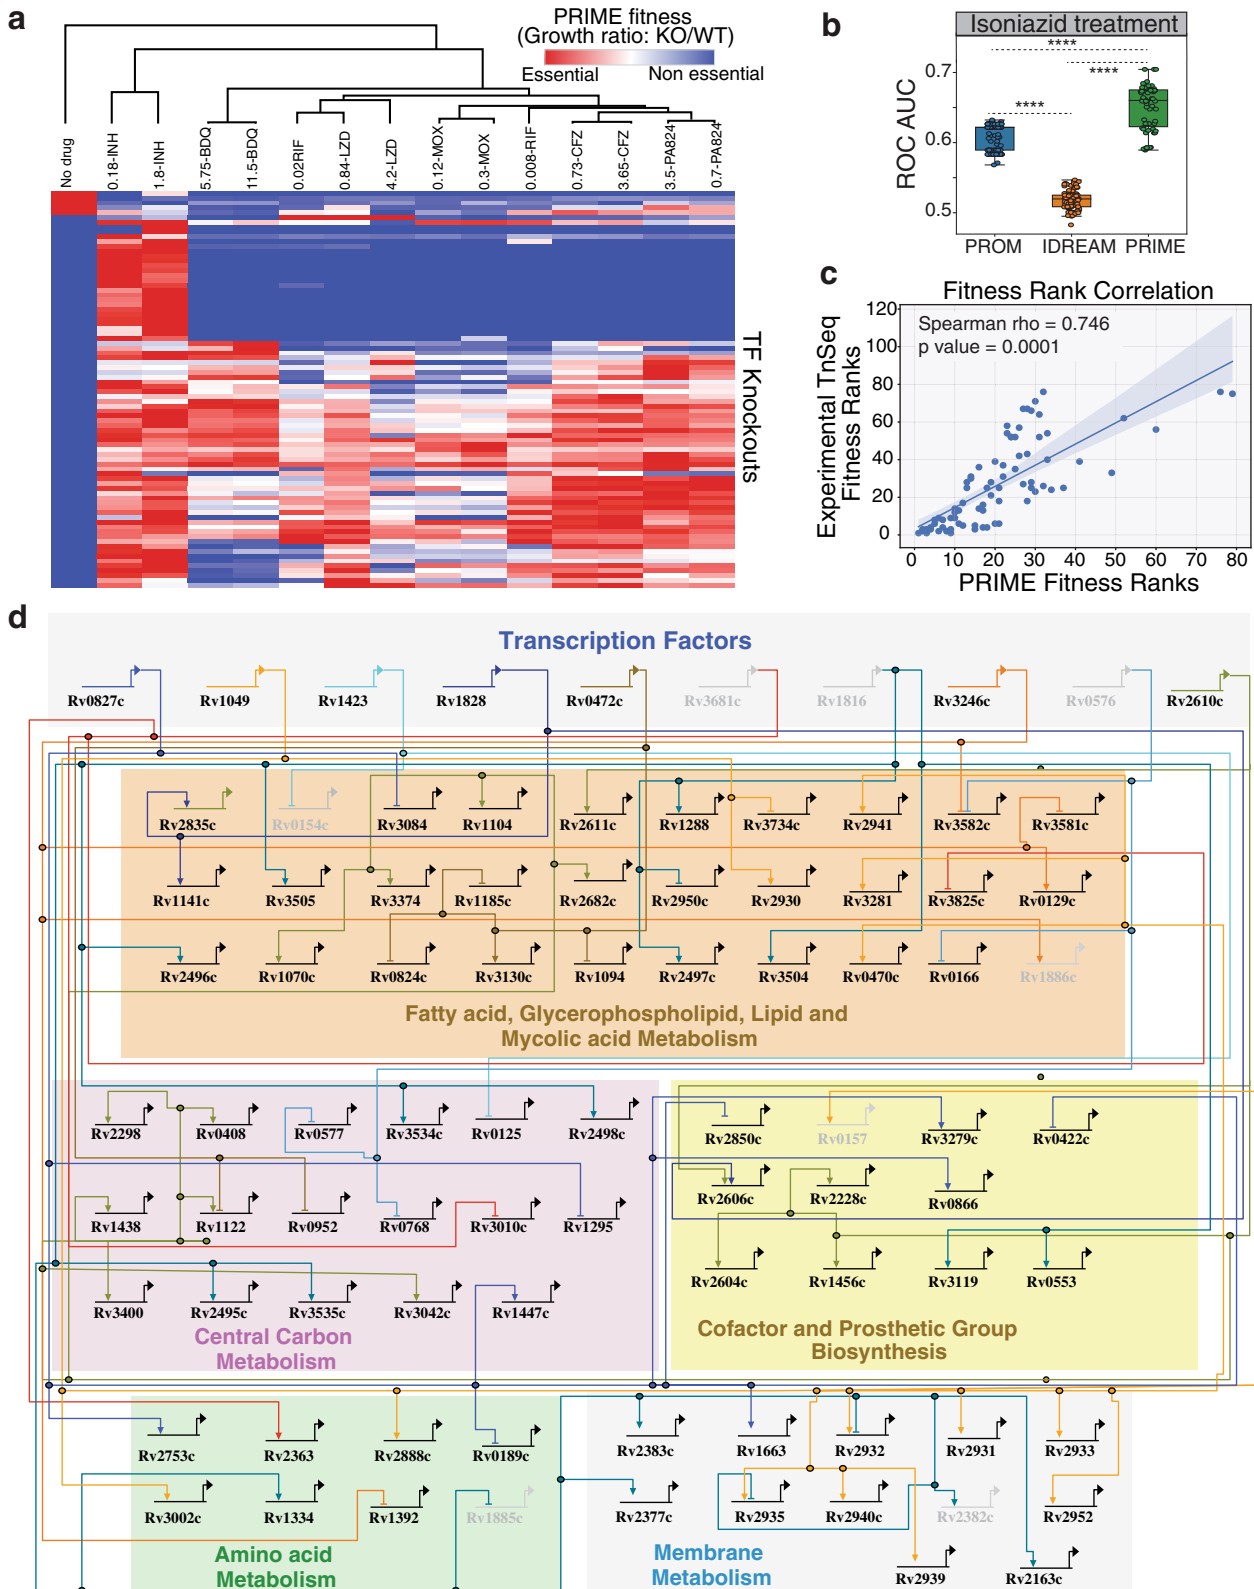 a
PRIME fitness
(Growth ratio: KO/WT)
Essential
Non essential
No drug
0.18-INH
1.8-INH
5.75-BDQ
11.5-BDQ
0.02RIF
0.84-LZD
4.2-LZD
0.12-MOX
0.3-MOX
0.008-RIF
0.73-CFZ
3.65-CFZ
3.5-PA824
0.7-PA824
TF Knockouts
b
Isoniazid treatment
****
****
****
ROC AUC
0.7
0.6
0.5
PROM IDREAM PRIME
c
Fitness Rank Correlation
Spearman rho = 0.746
p value = 0.0001
Experimental TnSeq
Fitness Ranks
120
100
80
60
40
20
0
0 10 20 30 40 50 60 70 80
PRIME Fitness Ranks
d
Transcription Factors
Rv0827c Rv1049 Rv1423 Rv1828 Rv0472c Rv3681c Rv1816 Rv3246c Rv0576 Rv2610c
Rv2835c Rv0154c Rv3084 Rv1104 Rv2611c Rv1288 Rv3734c Rv2941 Rv3582c Rv3581c
Rv1141c Rv3505 Rv3374 Rv1185c Rv2682c Rv2950c Rv2930 Rv3281 Rv3825c Rv0129c
Rv2496c Rv1070c Rv0824c Rv3130c Rv1094 Rv2497c Rv3504 Rv0470c Rv0166 Rv1886c
Fatty acid, Glycerophospholipid, Lipid and
Mycolic acid Metabolism
Rv2298 Rv0408 Rv0577 Rv3534c Rv0125 Rv2498c
Rv1438 Rv1122 Rv0952 Rv0768 Rv3010c Rv1295
Rv3400 Rv2495c Rv3535c Rv3042c Rv1447c
Central Carbon
Metabolism
Rv2850c Rv0157 Rv3279c Rv0422c
Rv2606c Rv2228c Rv0866
Rv2604c Rv1456c Rv3119 Rv0553
Cofactor and Prosthetic Group
Biosynthesis
Rv2753c Rv2363 Rv2888c Rv0189c
Rv3002c Rv1334 Rv1392 Rv1885c
Amino acid
Metabolism
Rv2383c Rv1663 Rv2932 Rv2931 Rv2933
Rv2377c Rv2935 Rv2940c Rv2382c Rv2952
Rv2939 Rv2163c
Membrane
Metabolism